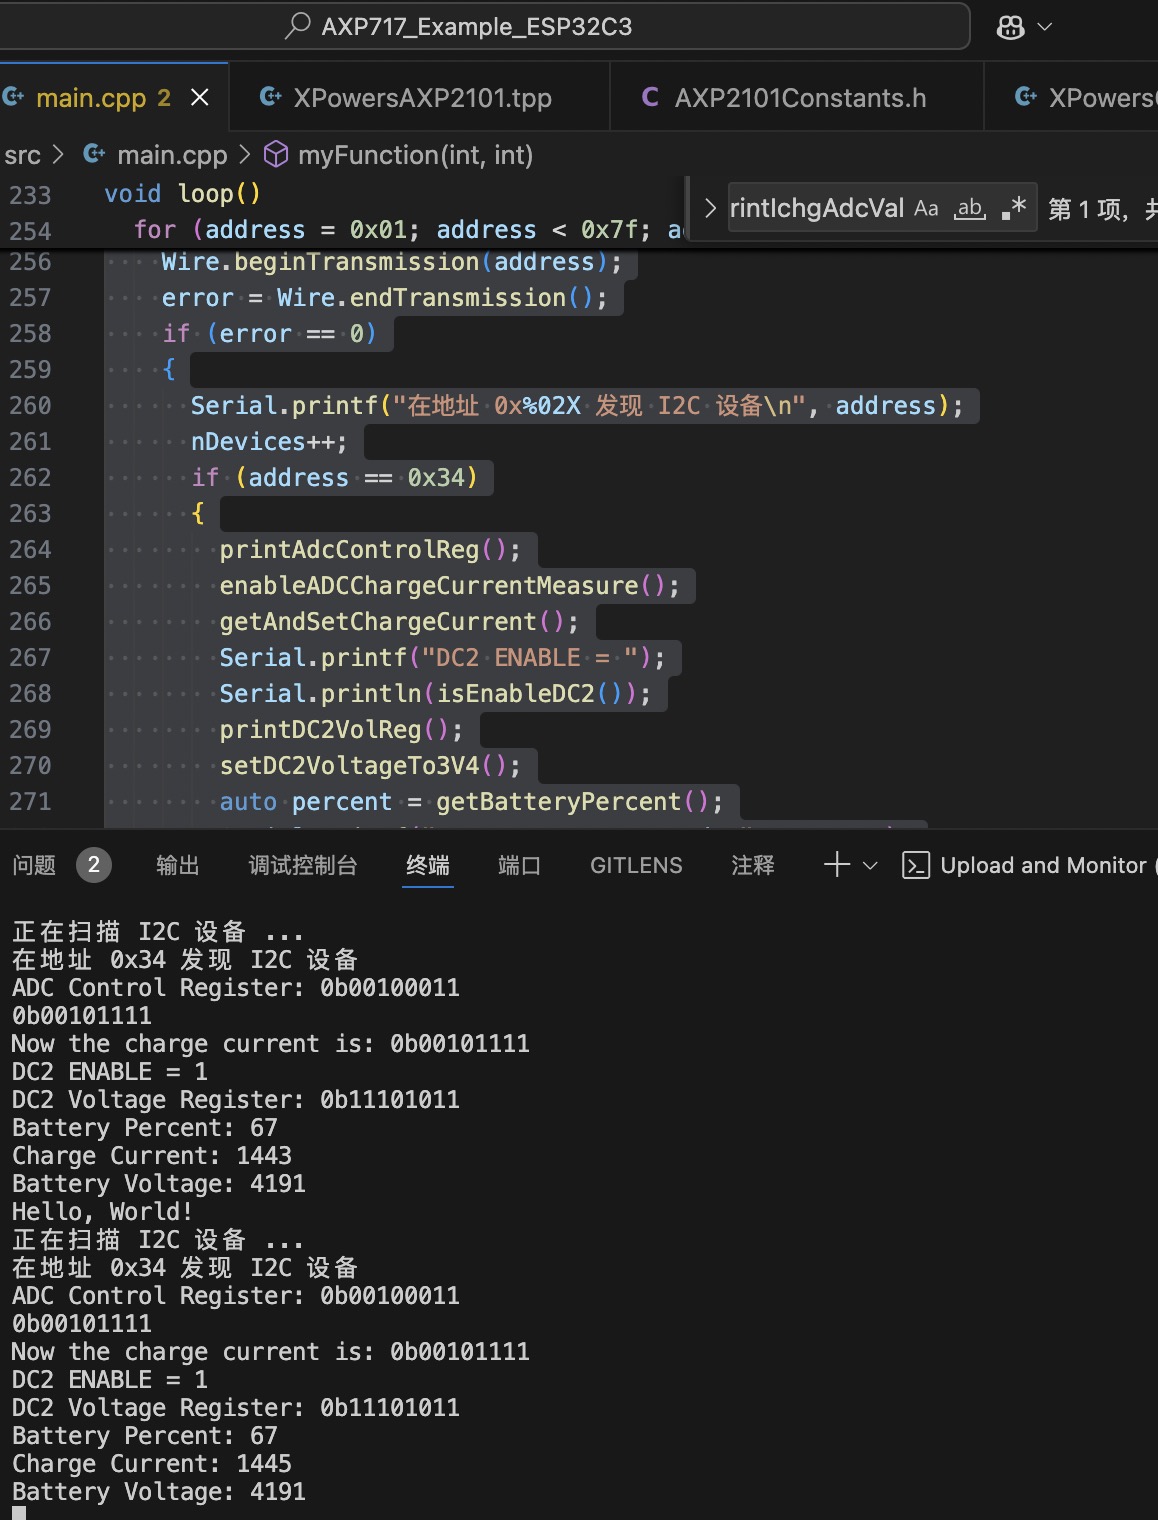 AXP717_Example_ESP32C3
main.cpp 2
XPowersAXP2101.tpp
AXP2101Constants.h
src > main.cpp > myFunction(int, int)
rintIchgAdcVal Aa ab .* 第 1 项,
233 void loop()
254 for (address = 0x01; address < 0x7f;
256 Wire.beginTransmission(address);
257 error = Wire.endTransmission();
258 if (error == 0)
259 {
260 Serial.printf("在地址 0x%02X 发现 I2C 设备\n", address);
261 nDevices++;
262 if (address == 0x34)
263 {
264 printAdcControlReg();
265 enableADCChargeCurrentMeasure();
266 getAndSetChargeCurrent();
267 Serial.printf("DC2 ENABLE = ");
268 Serial.println(isEnableDC2());
269 printDC2VolReg();
270 setDC2VoltageTo3V4();
271 auto percent = getBatteryPercent();
问题 2 输出 调试控制台 终端 端口 GITLENS 注释 Upload and Monitor
正在扫描 I2C 设备 ...
在地址 0x34 发现 I2C 设备
ADC Control Register: 0b00100011
0b00101111
Now the charge current is: 0b00101111
DC2 ENABLE = 1
DC2 Voltage Register: 0b11101011
Battery Percent: 67
Charge Current: 1443
Battery Voltage: 4191
Hello, World!
正在扫描 I2C 设备 ...
在地址 0x34 发现 I2C 设备
ADC Control Register: 0b00100011
0b00101111
Now the charge current is: 0b00101111
DC2 ENABLE = 1
DC2 Voltage Register: 0b11101011
Battery Percent: 67
Charge Current: 1445
Battery Voltage: 4191